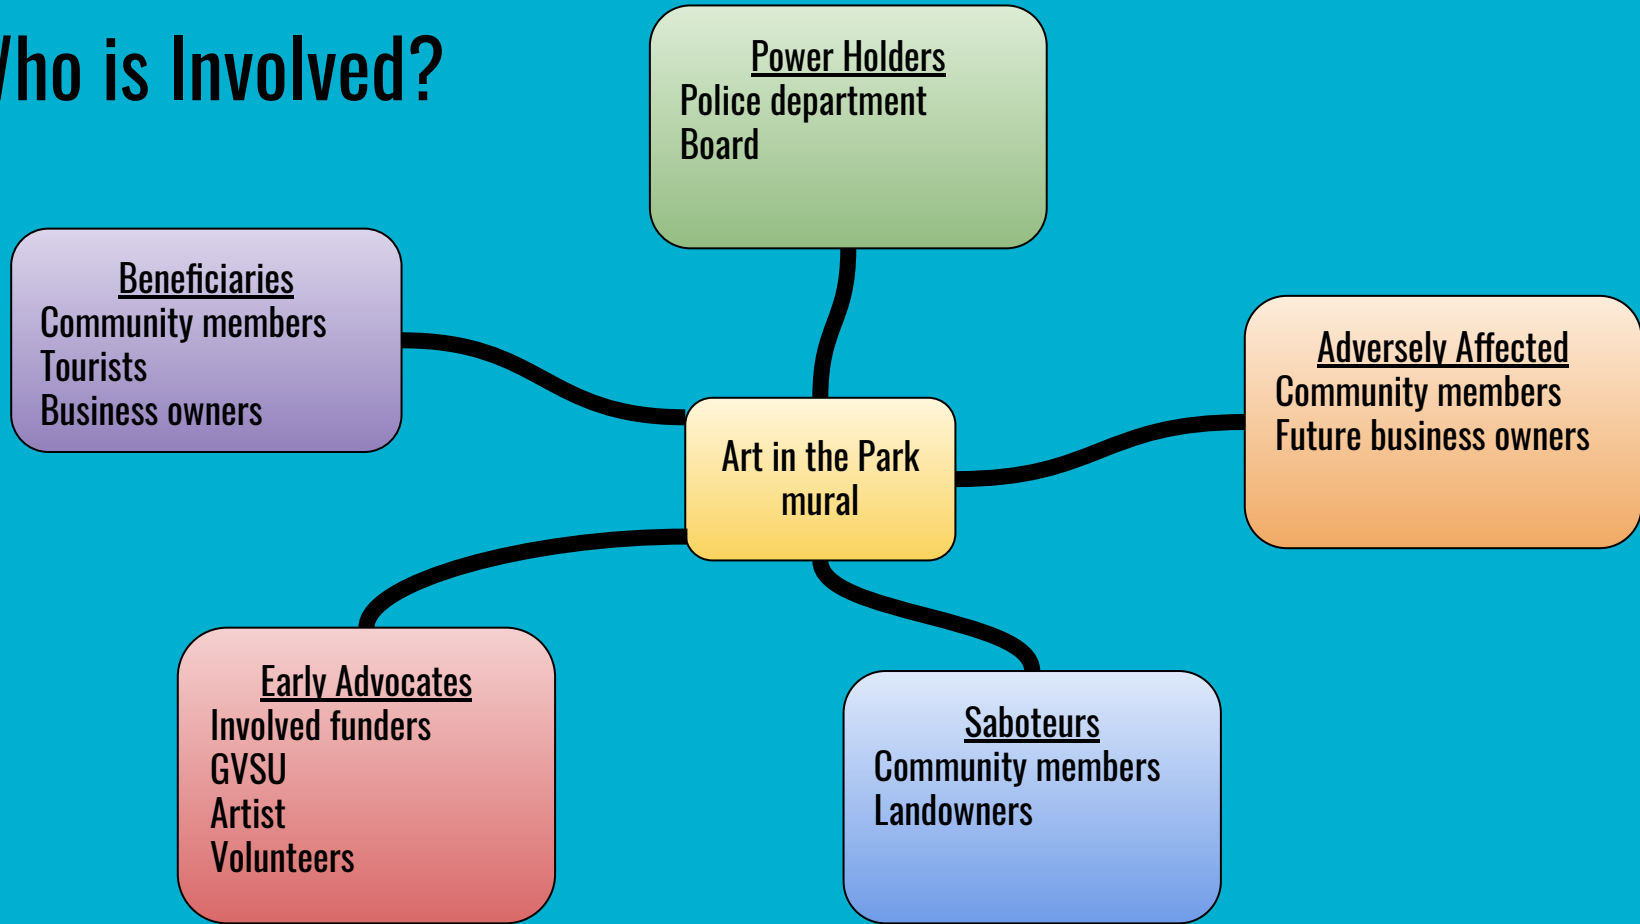 Who is Involved?
Power Holders
Police department
Board
Beneficiaries
Community members
Tourists
Business owners
Adversely Affected
Community members
Future business owners
Art in the Park
mural
Early Advocates
Involved funders
GVSU
Artist
Volunteers
Saboteurs
Community members
Landowners